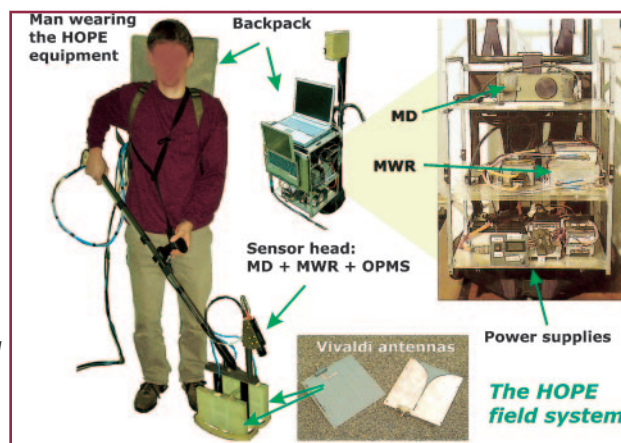 Man wearing
the HOPE
equipment
Backpack
MD
MWR
Sensor head:
MD + MWR + OPMS
Power supplies
Vivaldi antennas
The HOPE
field system